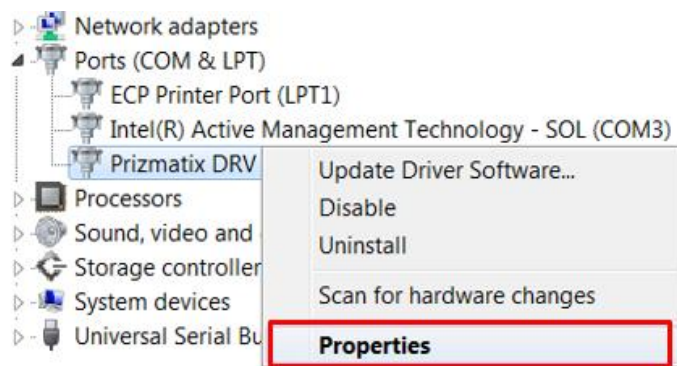 Network adapters
Ports (COM & LPT)
ECP Printer Port (LPT1)
Intel(R) Active Management Technology - SOL (COM3)
Prizmatix DRV
Update Driver Software...
Processors
Disable
Sound, video and
Uninstall
Storage controller
System devices
Scan for hardware changes
Universal Serial Bu
Properties